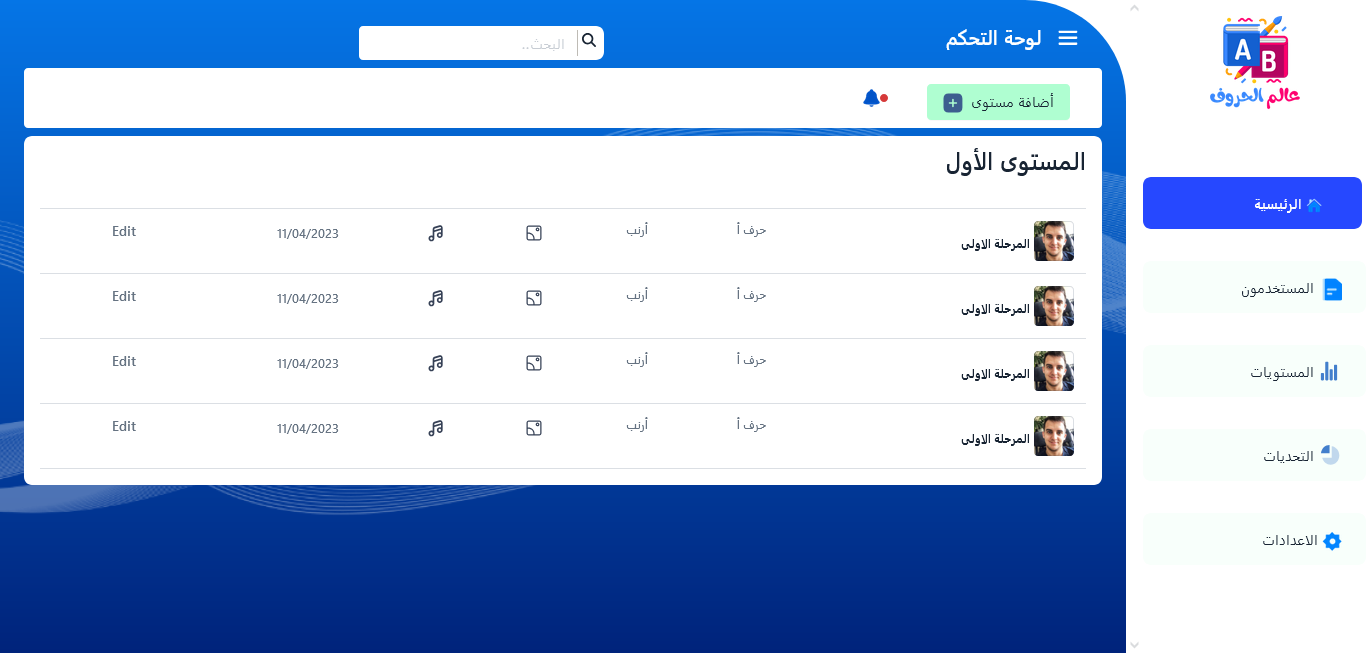 لوحة التحكم
البحث..
أضافة مستوى
المستوى الأول
المرحلة الاولى حرف أ أرنب 11/04/2023 Edit
المرحلة الاولى حرف أ أرنب 11/04/2023 Edit
المرحلة الاولى حرف أ أرنب 11/04/2023 Edit
المرحلة الاولى حرف أ أرنب 11/04/2023 Edit
A
B
عالم الحروف
الرئيسية
المستخدمون
المستويات
التحديات
الاعدادات